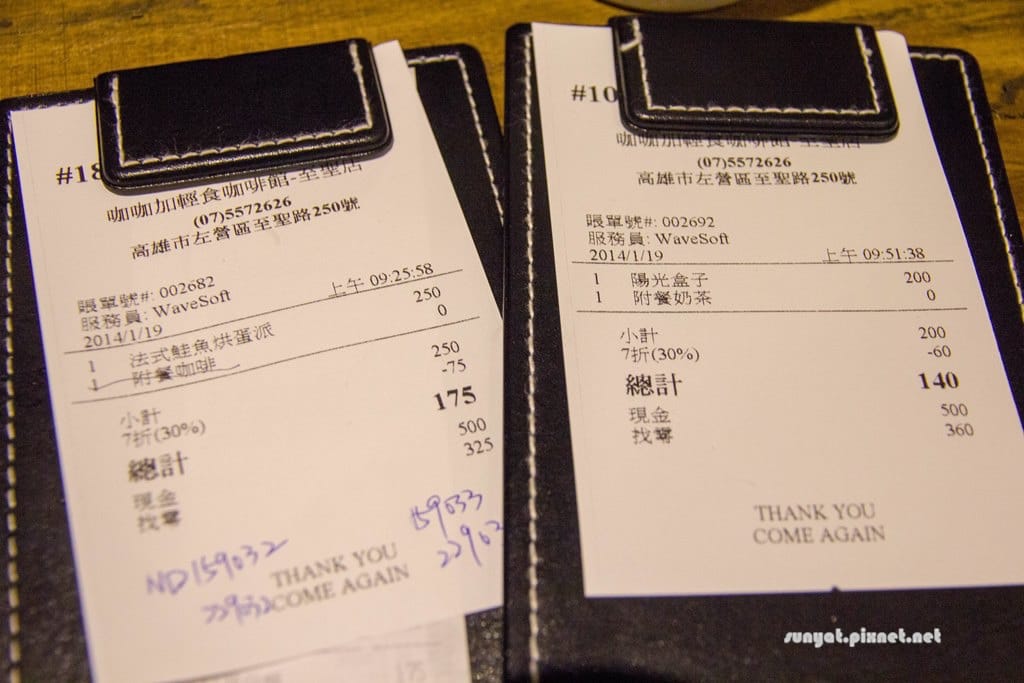 #18
咖咖加輕食咖啡館-至聖店
(07)5572626
高雄市左營區至聖路250號
賬單號#: 002682
服務員: WaveSoft
2014/1/19 上午 09:25:58
1 法式鮭魚烘蛋派 250
1 附餐咖啡 0
小計 250
7折(30%) -75
總計 175
現金 500
找零 325
ND159032
159033
22902
THANK YOU
COME AGAIN
#10
咖咖加輕食咖啡館-至聖店
(07)5572626
高雄市左營區至聖路250號
賬單號#: 002692
服務員: WaveSoft
2014/1/19 上午 09:51:38
1 陽光盒子 200
1 附餐奶茶 0
小計 200
7折(30%) -60
總計 140
現金 500
找零 360
THANK YOU
COME AGAIN
sunyat.pixnet.net